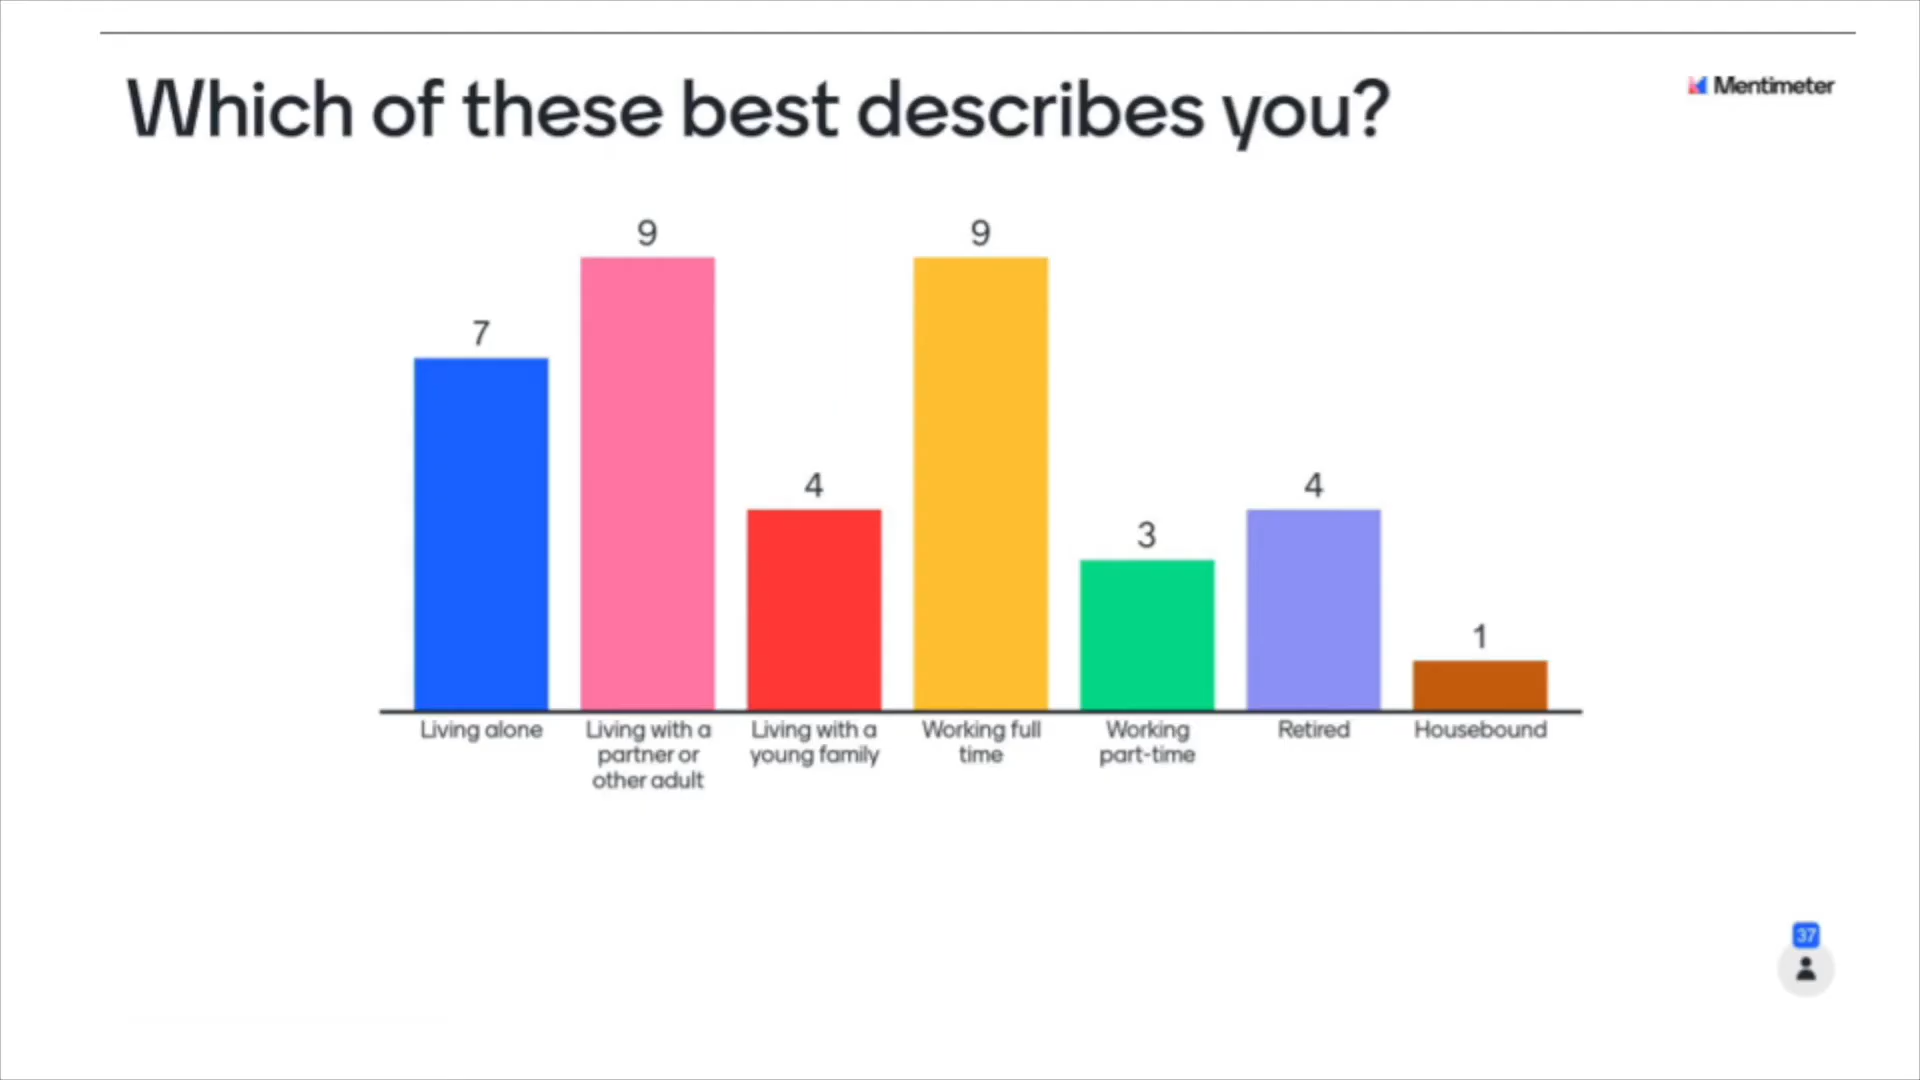 Which of these best describes you?
Mentimeter
9
9
7
4
4
3
1
Living alone
Living with a
partner or
other adult
Living with a
young family
Working full
time
Working
part-time
Retired
Housebound
37